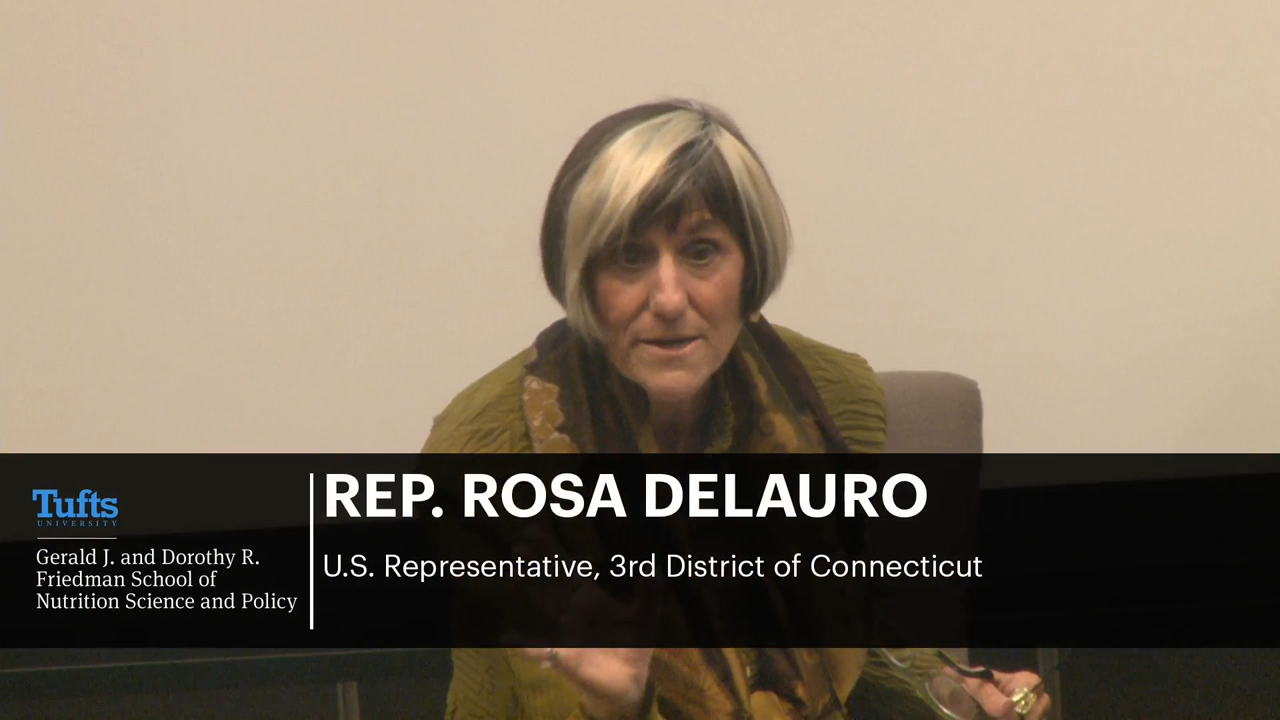 Tufts
UNIVERSITY
Gerald J. and Dorothy R.
Friedman School of
Nutrition Science and Policy
REP. ROSA DELAURO
U.S. Representative, 3rd District of Connecticut